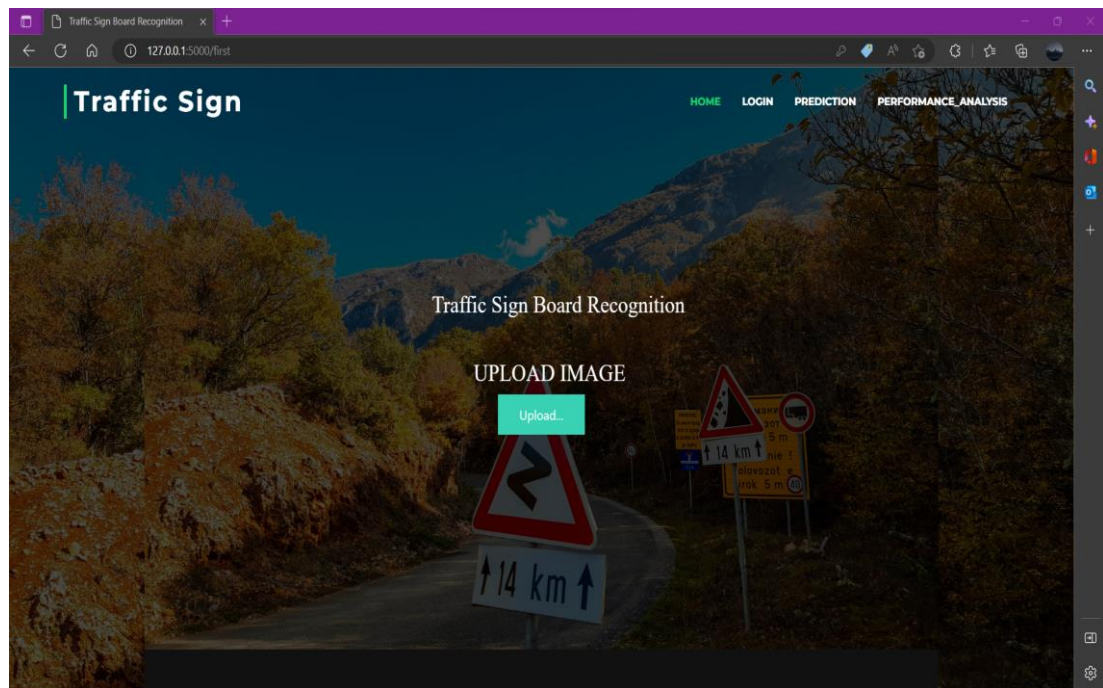 Traffic Sign Board Recognition
127.0.0.1:5000/first
Traffic Sign
HOME LOGIN PREDICTION PERFORMANCE_ANALYSIS
Traffic Sign Board Recognition
UPLOAD IMAGE
Upload...
5 m
14 km
5 m 40
14 km